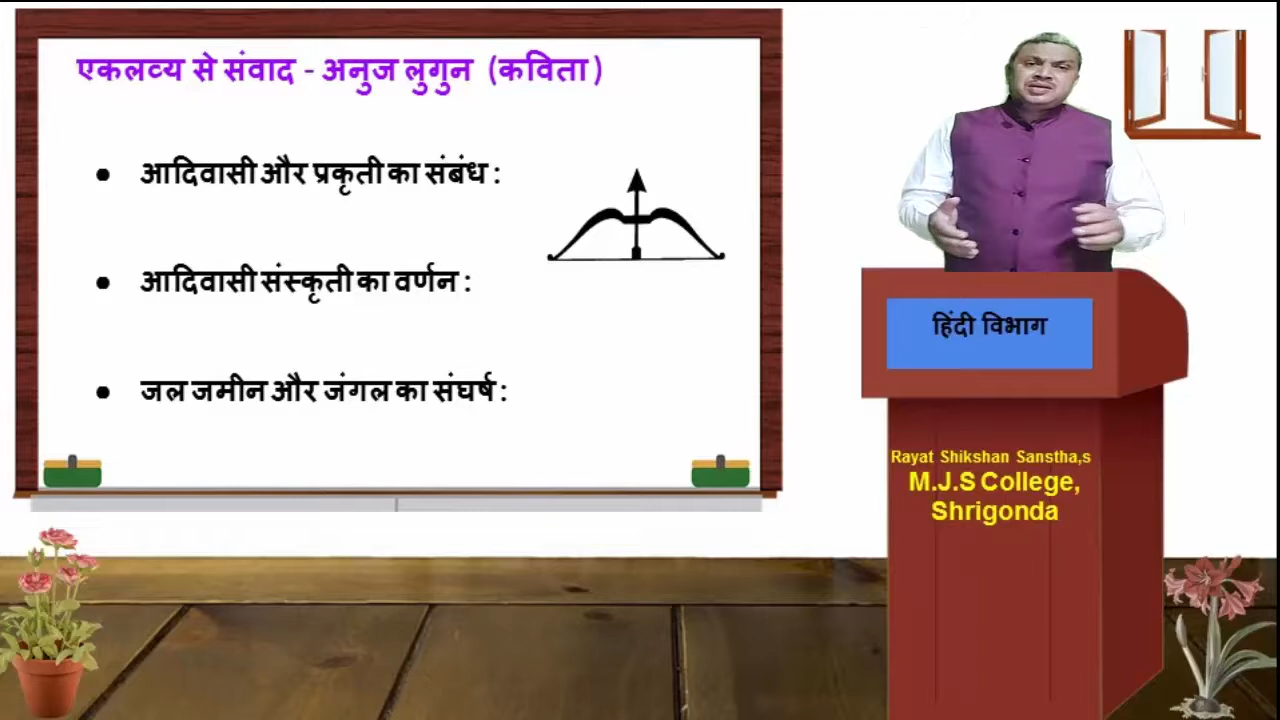 एकलव्य से संवाद - अनुज लुगुन (कविता)
• आदिवासी और प्रकृती का संबंध :
• आदिवासी संस्कृती का वर्णन :
• जल जमीन और जंगल का संघर्ष :
हिंदी विभाग
Rayat Shikshan Sanstha,s
M.J.S College,
Shrigonda